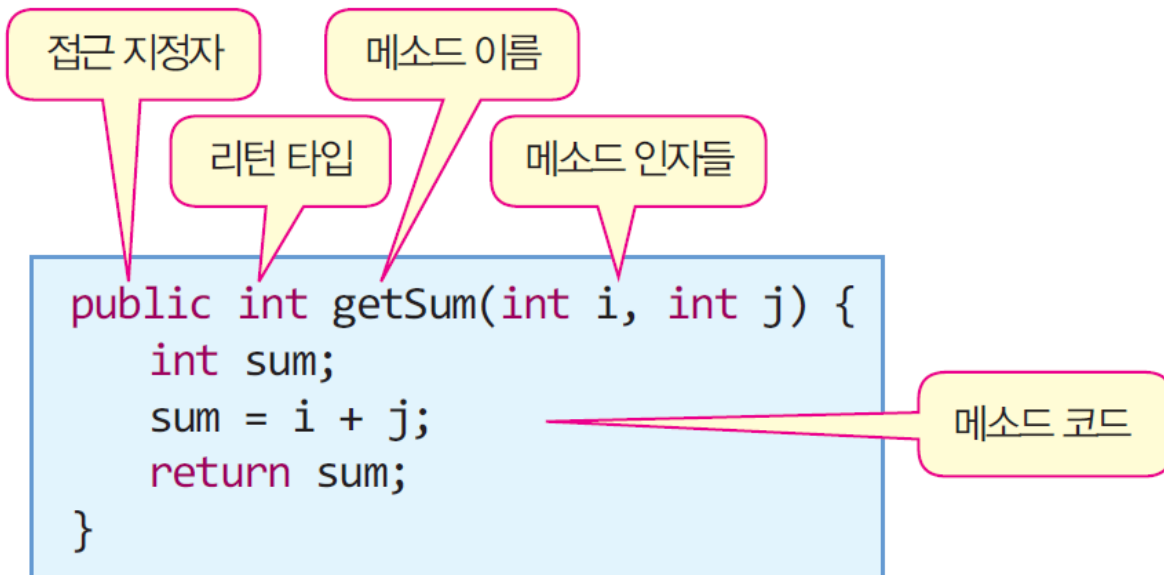 접근 지정자
메소드 이름
리턴 타입
메소드 인자들
public int getSum(int i, int j) {
int sum;
sum = i + j;
메소드 코드
return sum;
}